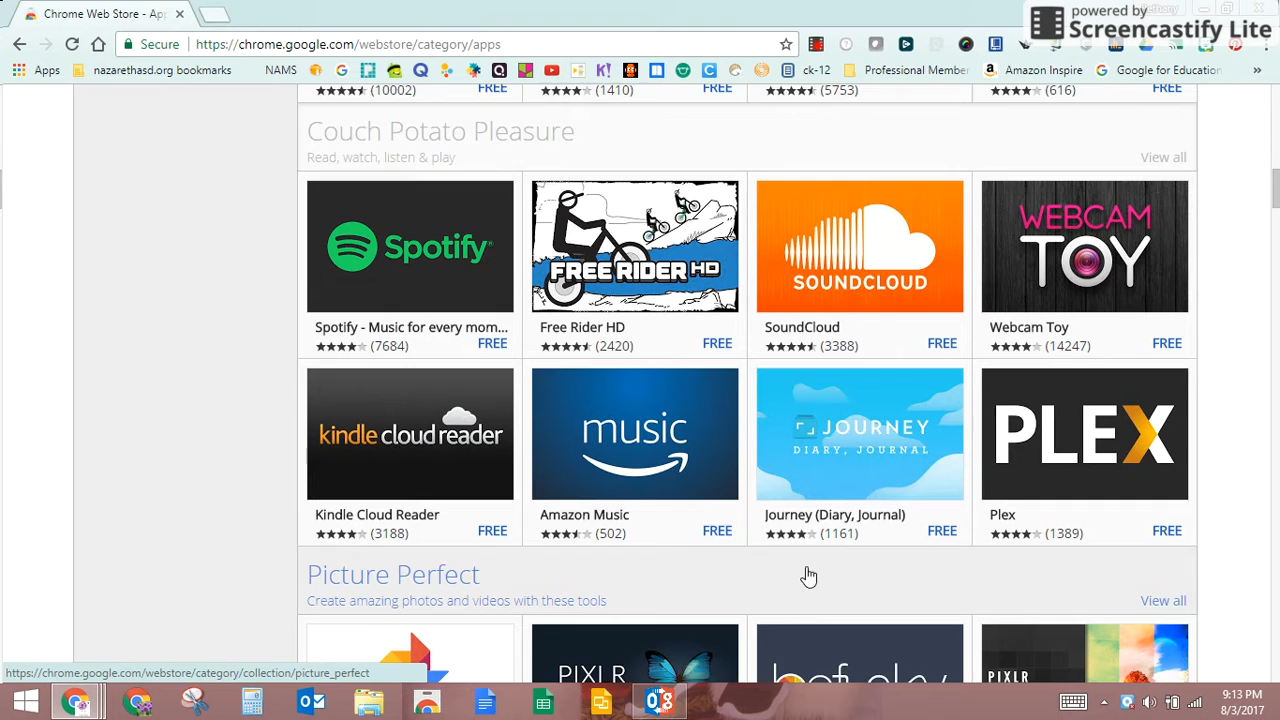 Chrome Web Store - App
powered by
Screencastify Lite
Secure https://chrome.google.com/webstore/category/apps
Apps nazarethasd.org bookmarks NAMS ck-12 Professional Member Amazon Inspire Google for Education »
(10002) FREE (1410) FREE (5753) FREE (616) FREE
Couch Potato Pleasure
Read, watch, listen & play View all
Spotify
FREE RIDER HD
SOUNDCLOUD
WEBCAM
TOY
Spotify - Music for every mom... Free Rider HD SoundCloud Webcam Toy
(7684) FREE (2420) FREE (3388) FREE (14247) FREE
kindle cloud reader
music
JOURNEY
DIARY, JOURNAL
PLEX
Kindle Cloud Reader Amazon Music Journey (Diary, Journal) Plex
(3188) FREE (502) FREE (1161) FREE (1389) FREE
Picture Perfect
Create amazing photos and videos with these tools View all
PIXLR
PIXLR
https://chrome.google.com/webstore/category/collection/picture_perfect
9:13 PM
8/3/2017